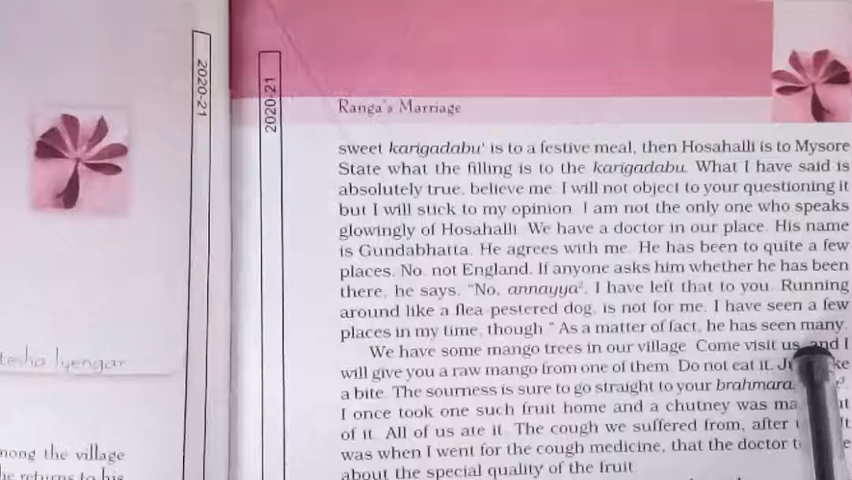 2020-21
tesha Iyengar
mong the village
he returns to his
2020-21
Ranga's Marriage
sweet karigadabu¹ is to a festive meal, then Hosahalli is to Mysore
State what the filling is to the karigadabu. What I have said is
absolutely true, believe me. I will not object to your questioning it
but I will stick to my opinion. I am not the only one who speaks
glowingly of Hosahalli. We have a doctor in our place. His name
is Gundabhatta. He agrees with me. He has been to quite a few
places. No, not England. If anyone asks him whether he has been
there, he says, "No, annayya², I have left that to you. Running
around like a flea-pestered dog, is not for me. I have seen a few
places in my time, though." As a matter of fact, he has seen many.
We have some mango trees in our village. Come visit us, and I
will give you a raw mango from one of them. Do not eat it.
a bite. The sourness is sure to go straight to your
I once took one such fruit home and a chutney was
of it. All of us ate it. The cough we suffered from, after
was when I went for the cough medicine, that the doctor
about the special quality of the fruit.